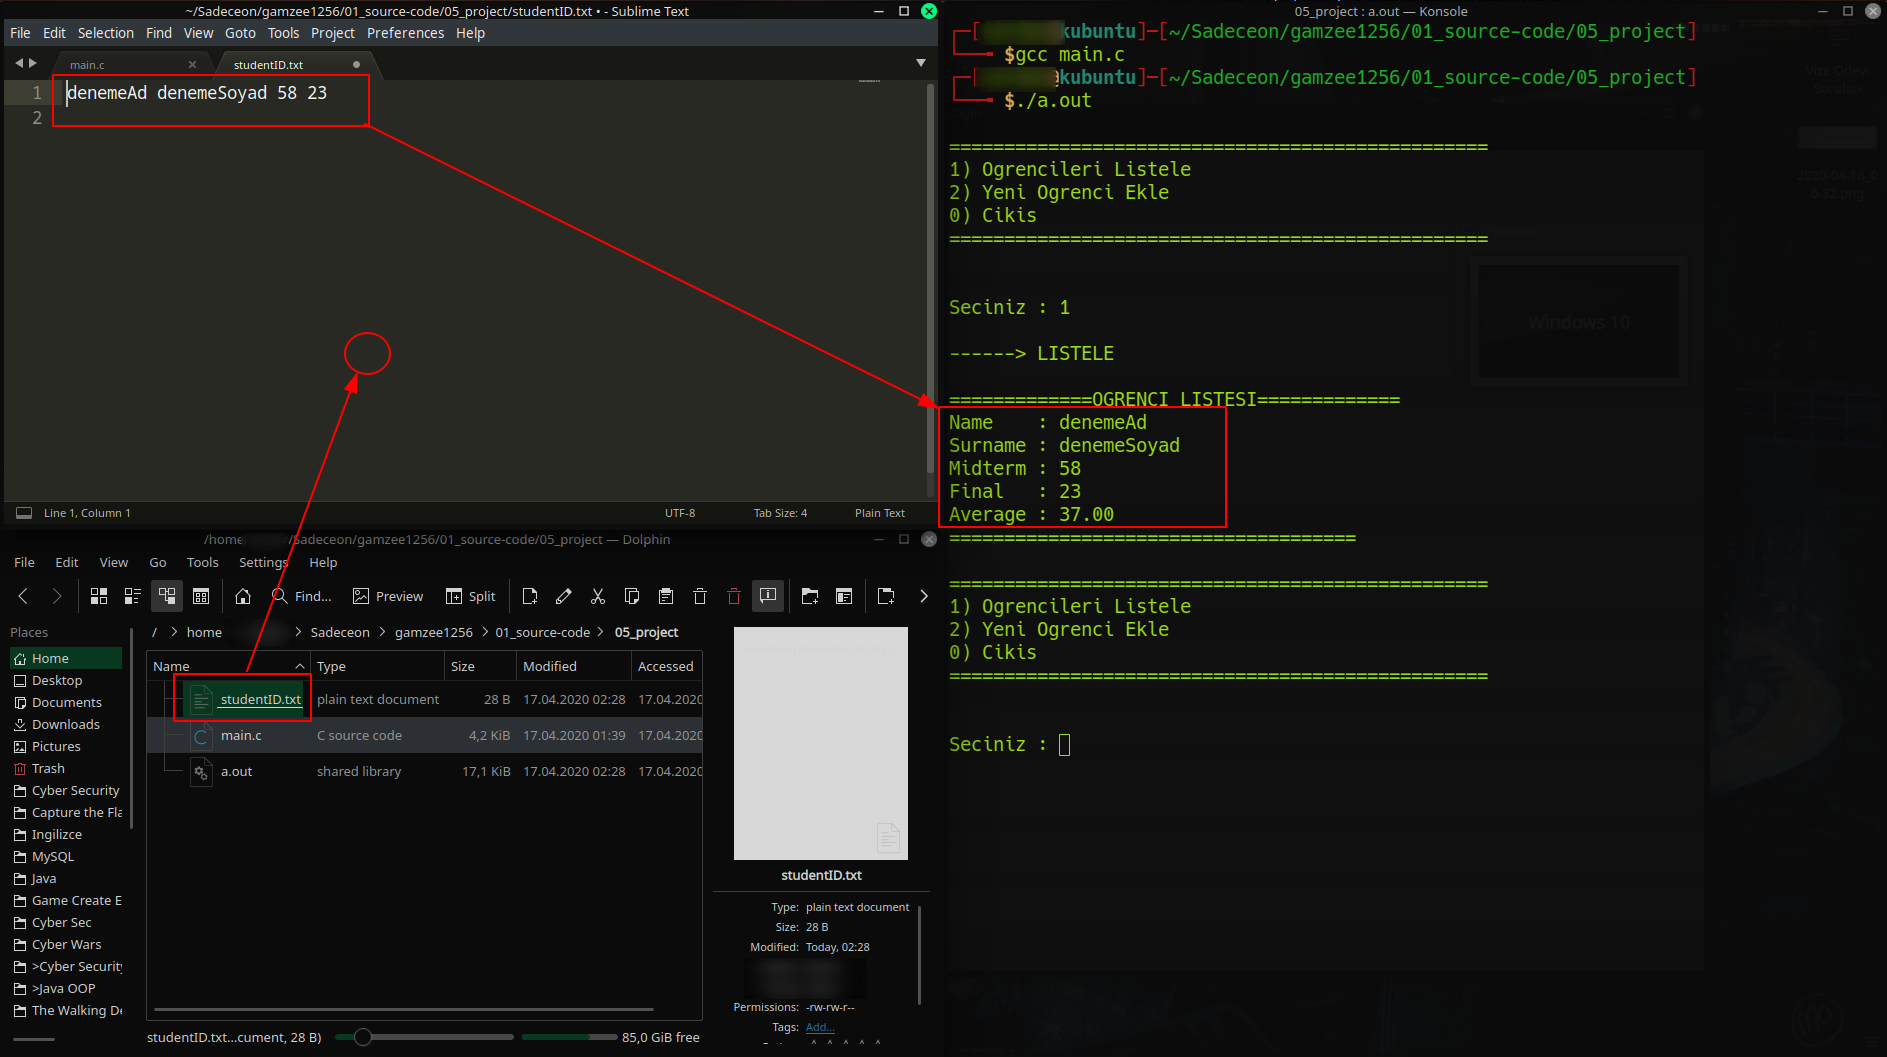 ~/Sadeceon/gamzee1256/01_source-code/05_project/studentID.txt • - Sublime Text
File Edit Selection Find View Goto Tools Project Preferences Help
main.c
studentID.txt
1 denemeAd denemeSoyad 58 23
2
Line 1, Column 1
UTF-8
Tab Size: 4
Plain Text
/home /Sadeceon/gamzee1256/01_source-code/05_project — Dolphin
File Edit View Go Tools Settings Help
Find... Preview Split
Places
Home
Desktop
Documents
Downloads
Pictures
Trash
Cyber Security
Capture the Fla
Ingilizce
MySQL
Java
Game Create E
Cyber Sec
Cyber Wars
>Cyber Security
>Java OOP
The Walking De
/ > home > Sadeceon > gamzee1256 > 01_source-code > 05_project
Name Type Size Modified Accessed
studentID.txt plain text document 28 B 17.04.2020 02:28 17.04.2020
main.c C source code 4,2 KiB 17.04.2020 01:39 17.04.2020
a.out shared library 17,1 KiB 17.04.2020 02:28 17.04.2020
studentID.txt...cument, 28 B)
85,0 GiB free
studentID.txt
Type: plain text document
Size: 28 B
Modified: Today, 02:28
Permissions: -rw-rw-r--
Tags: Add...
05_project : a.out — Konsole
kubuntu]-[~/Sadeceon/gamzee1256/01_source-code/05_project]
$gcc main.c
kubuntu]-[~/Sadeceon/gamzee1256/01_source-code/05_project]
$./a.out
=================================================
1) Ogrencileri Listele
2) Yeni Ogrenci Ekle
0) Cikis
=================================================
Seciniz : 1
------> LISTELE
=============OGRENCI LISTESI=============
Name : denemeAd
Surname : denemeSoyad
Midterm : 58
Final : 23
Average : 37.00
=====================================
=================================================
1) Ogrencileri Listele
2) Yeni Ogrenci Ekle
0) Cikis
=================================================
Seciniz :
Windows 10
Vize Odevi
Sorulari